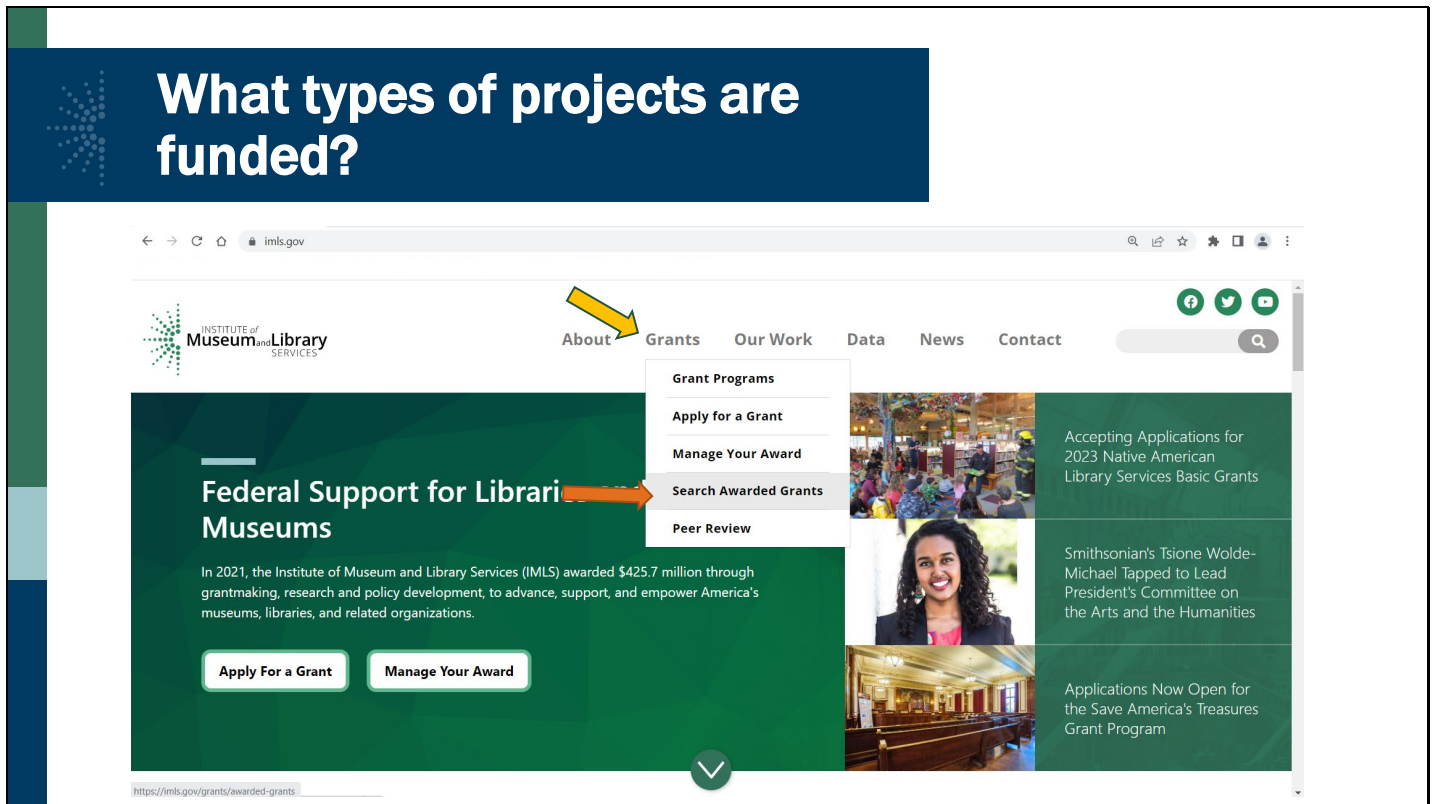 What types of projects are
funded?
imls.gov
INSTITUTE of
Museum and Library
SERVICES
About Grants Our Work Data News Contact
Grant Programs
Apply for a Grant
Manage Your Award
Search Awarded Grants
Peer Review
Federal Support for Libraries
Museums
In 2021, the Institute of Museum and Library Services (IMLS) awarded $425.7 million through
grantmaking, research and policy development, to advance, support, and empower America's
museums, libraries, and related organizations.
Apply For a Grant Manage Your Award
Accepting Applications for
2023 Native American
Library Services Basic Grants
Smithsonian's Tsione Wolde-
Michael Tapped to Lead
President's Committee on
the Arts and the Humanities
Applications Now Open for
the Save America's Treasures
Grant Program
https://imls.gov/grants/awarded-grants